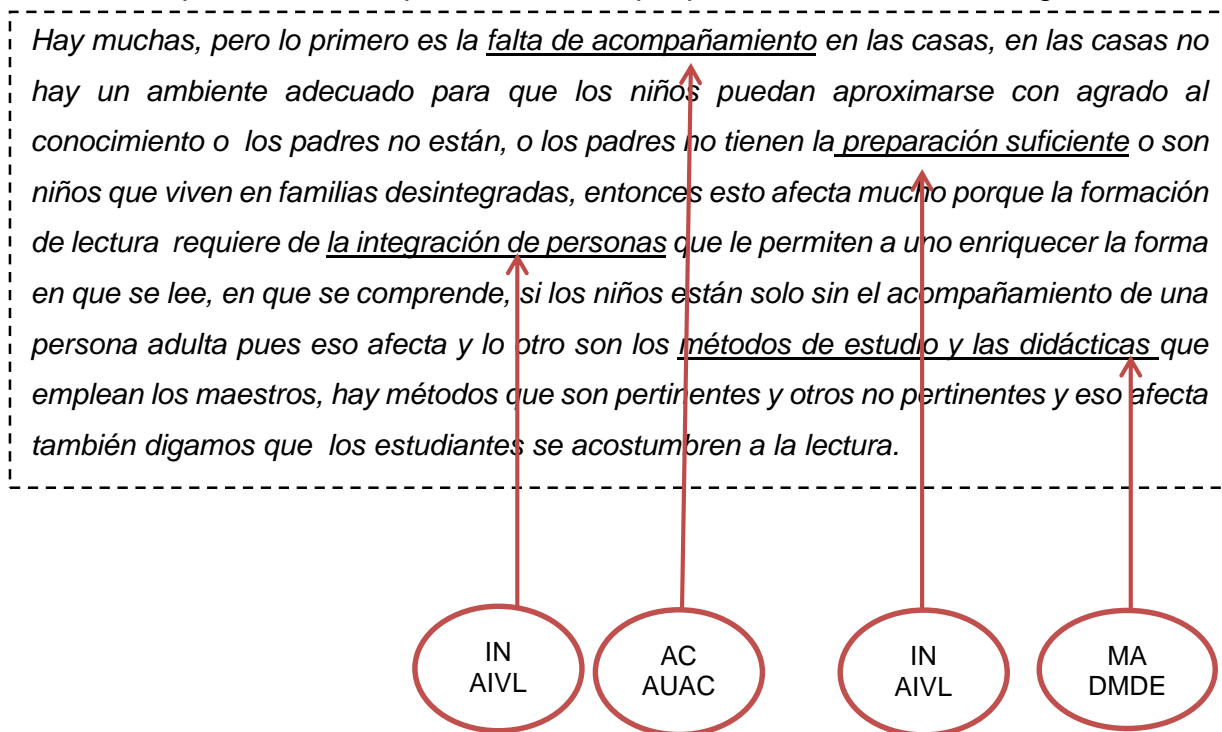 Hay muchas, pero lo primero es la falta de acompañamiento en las casas, en las casas no
hay un ambiente adecuado para que los niños puedan aproximarse con agrado al
conocimiento o los padres no están, o los padres no tienen la preparación suficiente o son
niños que viven en familias desintegradas, entonces esto afecta mucho porque la formación
de lectura requiere de la integración de personas que le permiten a uno enriquecer la forma
en que se lee, en que se comprende, si los niños están solo sin el acompañamiento de una
persona adulta pues eso afecta y lo otro son los métodos de estudio y las didácticas que
emplean los maestros, hay métodos que son pertinentes y otros no pertinentes y eso afecta
también digamos que los estudiantes se acostumbren a la lectura.
IN
AIVL
AC
AUAC
IN
AIVL
MA
DMDE